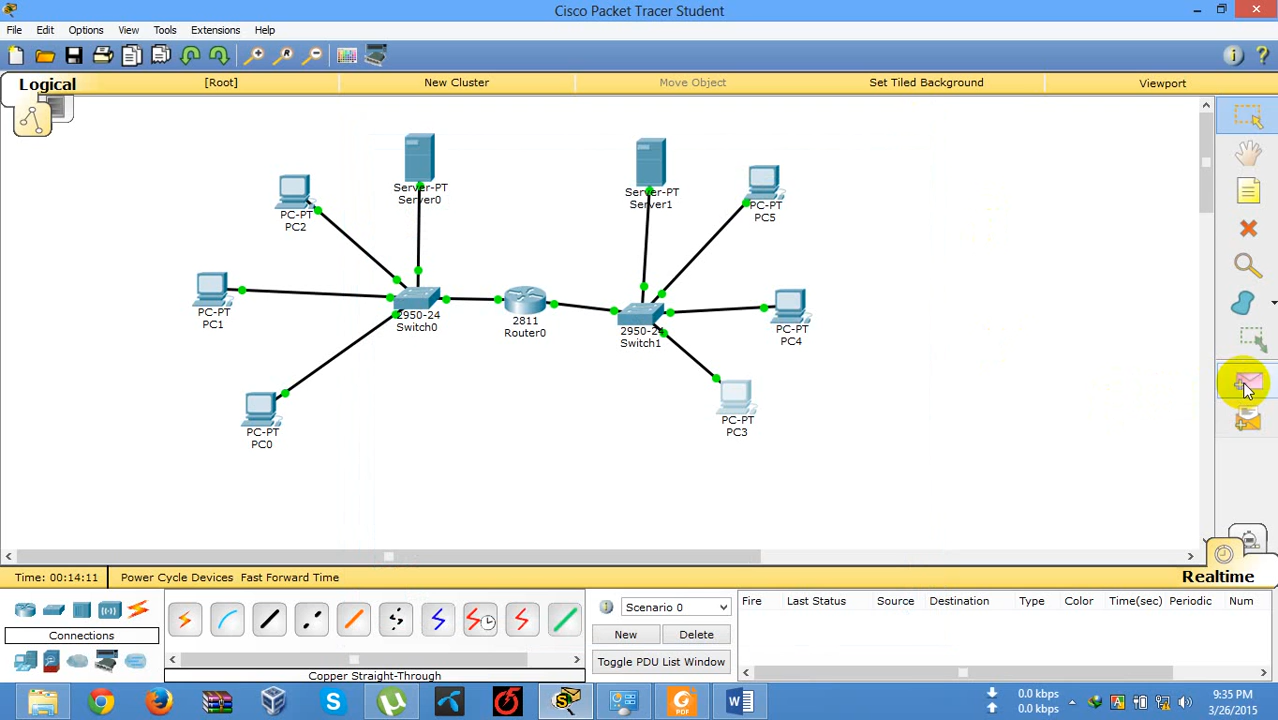 Cisco Packet Tracer Student
File Edit Options View Tools Extensions Help
Logical [Root] New Cluster Move Object Set Tiled Background Viewport
Server-PT
Server0
Server-PT
Server1
PC-PT
PC2
PC-PT
PC5
PC-PT
PC1
2950-24
Switch0
2811
Router0
2950-24
Switch1
PC-PT
PC4
PC-PT
PC0
PC-PT
PC3
Time: 00:14:11 Power Cycle Devices Fast Forward Time Realtime
Scenario 0
Fire Last Status Source Destination Type Color Time(sec) Periodic Num
Connections
New Delete
Toggle PDU List Window
Copper Straight-Through
0.0 kbps
0.0 kbps
9:35 PM
3/26/2015